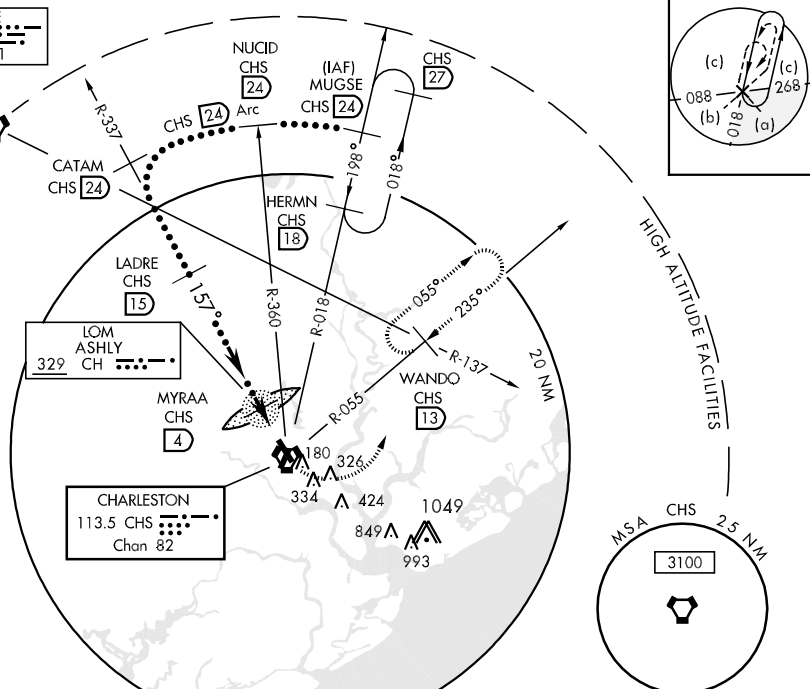 1
NUCID
CHS
24
(IAF)
MUGSE
CHS 24
CHS
27
R-337
CHS 24 Arc
CATAM
CHS 24
198°
018°
HERMN
CHS
18
LADRE
CHS
15
157°
R-360
R-018
055°
235°
LOM
ASHLY
329 CH
R-137
20 NM
WANDO
CHS
13
R-055
MYRAA
CHS
4
180
326
334
424
CHARLESTON
113.5 CHS
Chan 82
849
1049
993
HIGH ALTITUDE FACILITIES
(c)
(c)
088
268
(b)
018
(a)
MSA CHS 25 NM
3100